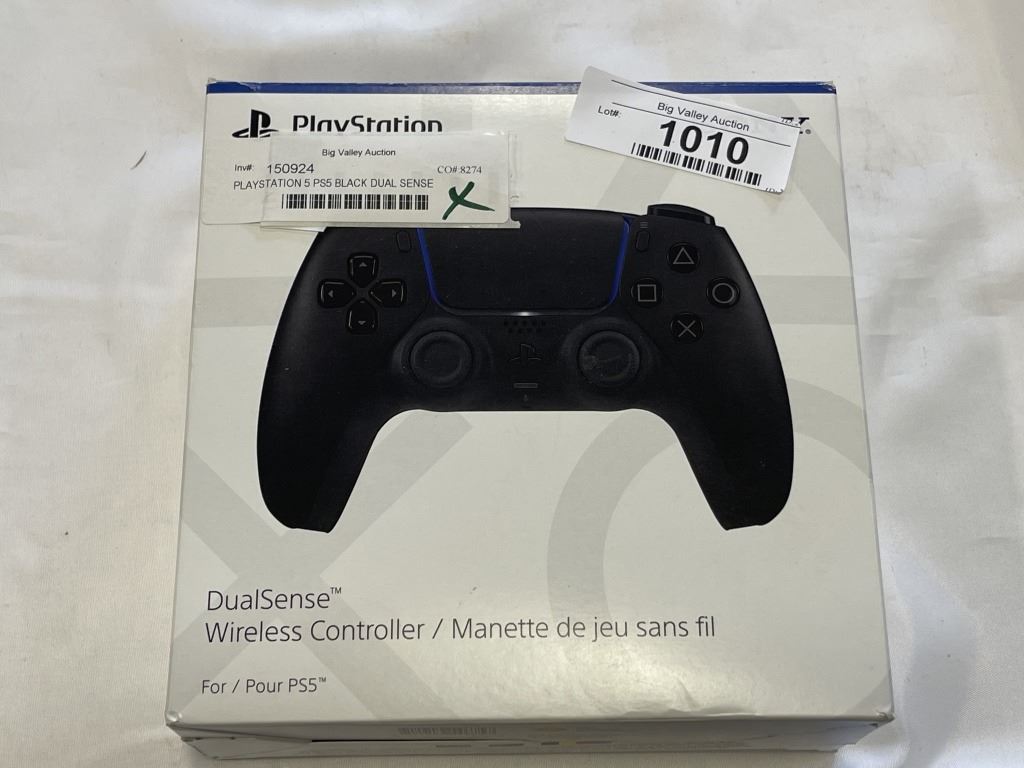 PlayStation
Big Valley Auction
Inv#: 150924 CO#:8274
PLAYSTATION 5 PS5 BLACK DUAL SENSE
X
Big Valley Auction
Lot#: 1010
DualSense™
Wireless Controller / Manette de jeu sans fil
For / Pour PS5™